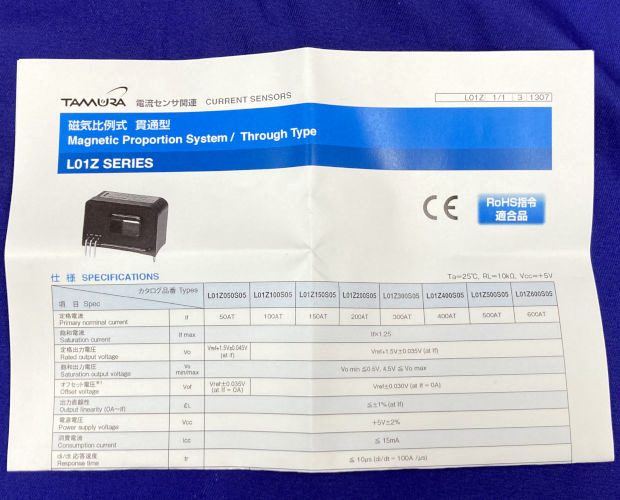 TAMURA 電流センサ関連 CURRENT SENSORS L01Z 1/1 3 1307
磁気比例式 貫通型
Magnetic Proportion System / Through Type
L01Z SERIES
CE RoHS指令
適合品
仕様 SPECIFICATIONS Ta=25℃, RL=10kΩ, Vcc=+5V
カタログ品番 Types L01Z050S05 L01Z100S05 L01Z150S05 L01Z200S05 L01Z300S05 L01Z400S05 L01Z500S05 L01Z600S05
項 目 Spec
定格電流
Primary norminal current If 50AT 100AT 150AT 200AT 300AT 400AT 500AT 600AT
飽和電流
Saturation current If max If×1.25
定格出力電圧
Rated output voltage Vo Vref+1.5V±0.045V
(at If) Vref+1.5V±0.035V (at If)
飽和出力電圧
Saturation output voltage Vo
min/max Vo min ≦0.5V, 4.5V ≦ Vo max
オフセット電圧※1
Offset voltage Vof Vref±0.035V
(at If = 0A) Vref±0.030V (at If = 0A)
出力直線性
Output linearity (0A~If) εL ≦±1% (at If)
電源電圧
Power supply voltage Vcc +5V±2%
消費電流
Consumption current Icc ≦ 15mA
di/dt 応答速度
Response time tr ≦ 10μs (di/dt = 100A /μs)